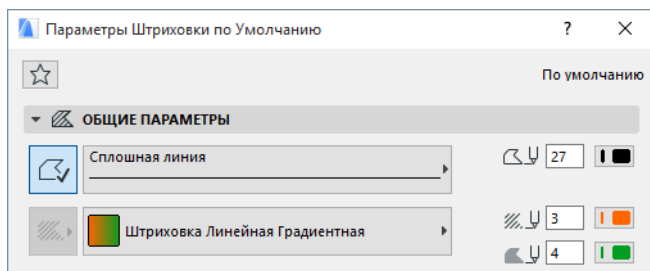 Параметры Штриховки по Умолчанию ?
По умолчанию
ОБЩИЕ ПАРАМЕТРЫ
Сплошная линия 27
Штриховка Линейная Градиентная 3
4